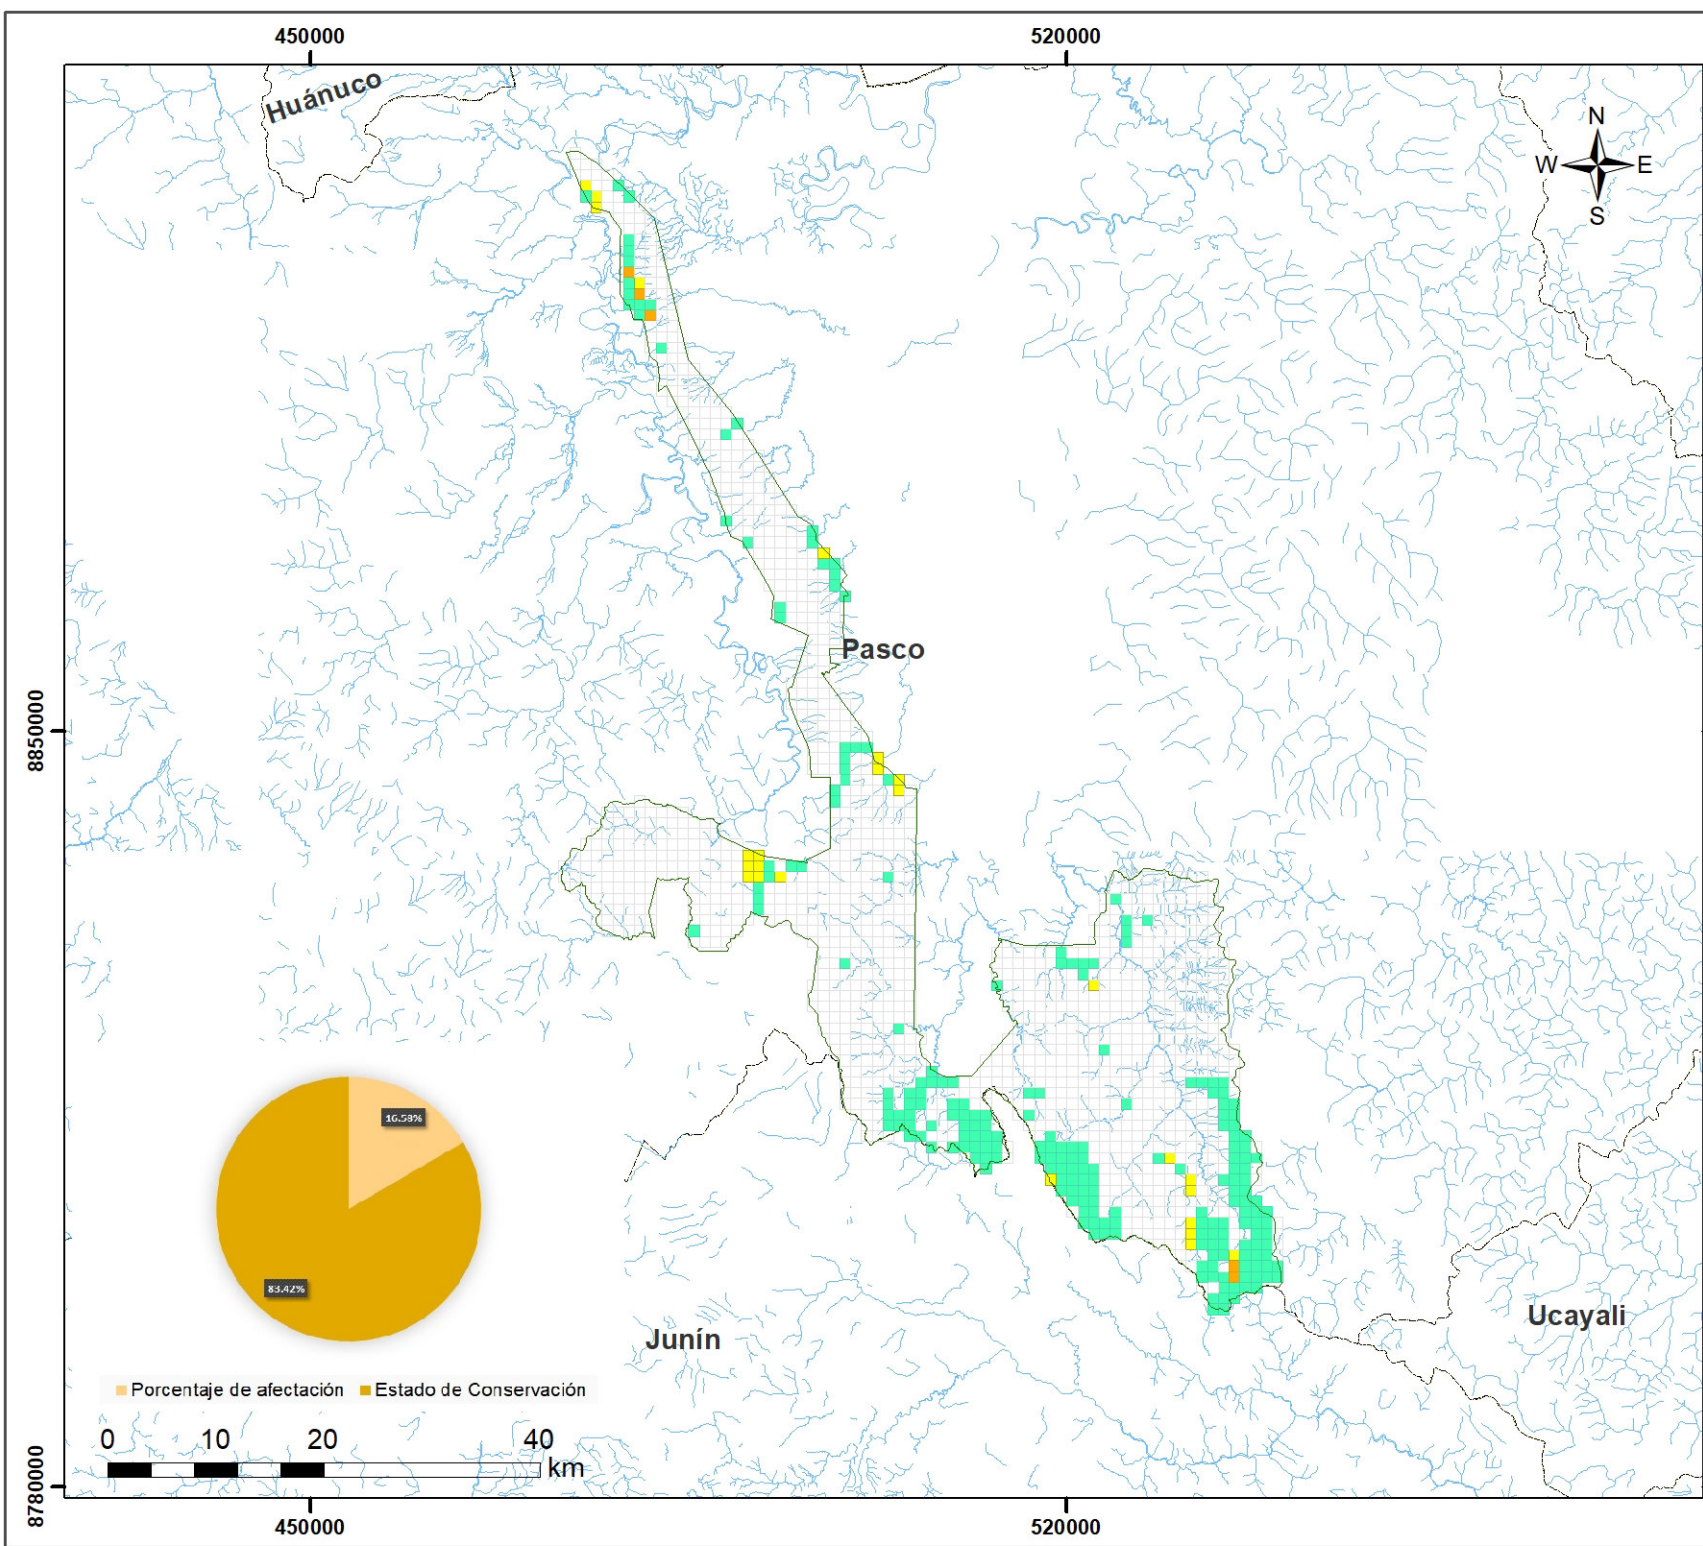 450000 520000
Huánuco
N
W E
S
Pasco
8850000
16.58%
83.42%
Junín
Ucayali
Porcentaje de afectación Estado de Conservación
0 10 20 40
km
8780000
450000 520000